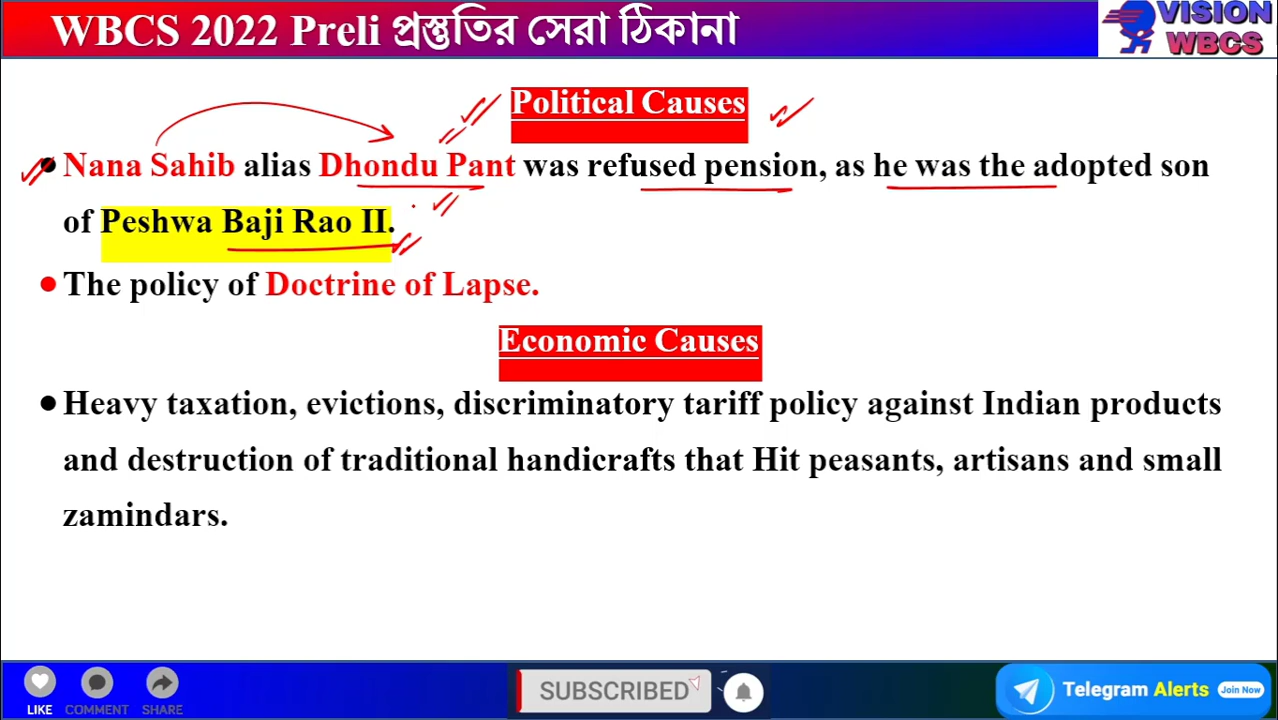 WBCS 2022 Preli প্রস্তুতির সেরা ঠিকানা
VISION
WBCS
Political Causes
• Nana Sahib alias Dhondu Pant was refused pension, as he was the adopted son
of Peshwa Baji Rao II.
• The policy of Doctrine of Lapse.
Economic Causes
• Heavy taxation, evictions, discriminatory tariff policy against Indian products
and destruction of traditional handicrafts that Hit peasants, artisans and small
zamindars.
LIKE
COMMENT
SHARE
SUBSCRIBED
Telegram Alerts
Join Now